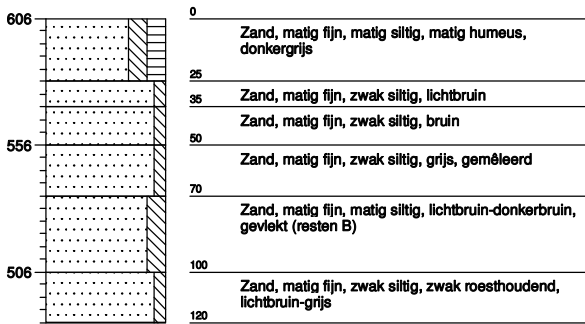 606
0
Zand, matig fijn, matig siltig, matig humeus,
donkergrijs
25
Zand, matig fijn, zwak siltig, lichtbruin
35
Zand, matig fijn, zwak siltig, bruin
556
50
Zand, matig fijn, zwak siltig, grijs, gemêleerd
70
Zand, matig fijn, matig siltig, lichtbruin-donkerbruin,
gevlekt (resten B)
506
100
Zand, matig fijn, zwak siltig, zwak roesthoudend,
lichtbruin-grijs
120